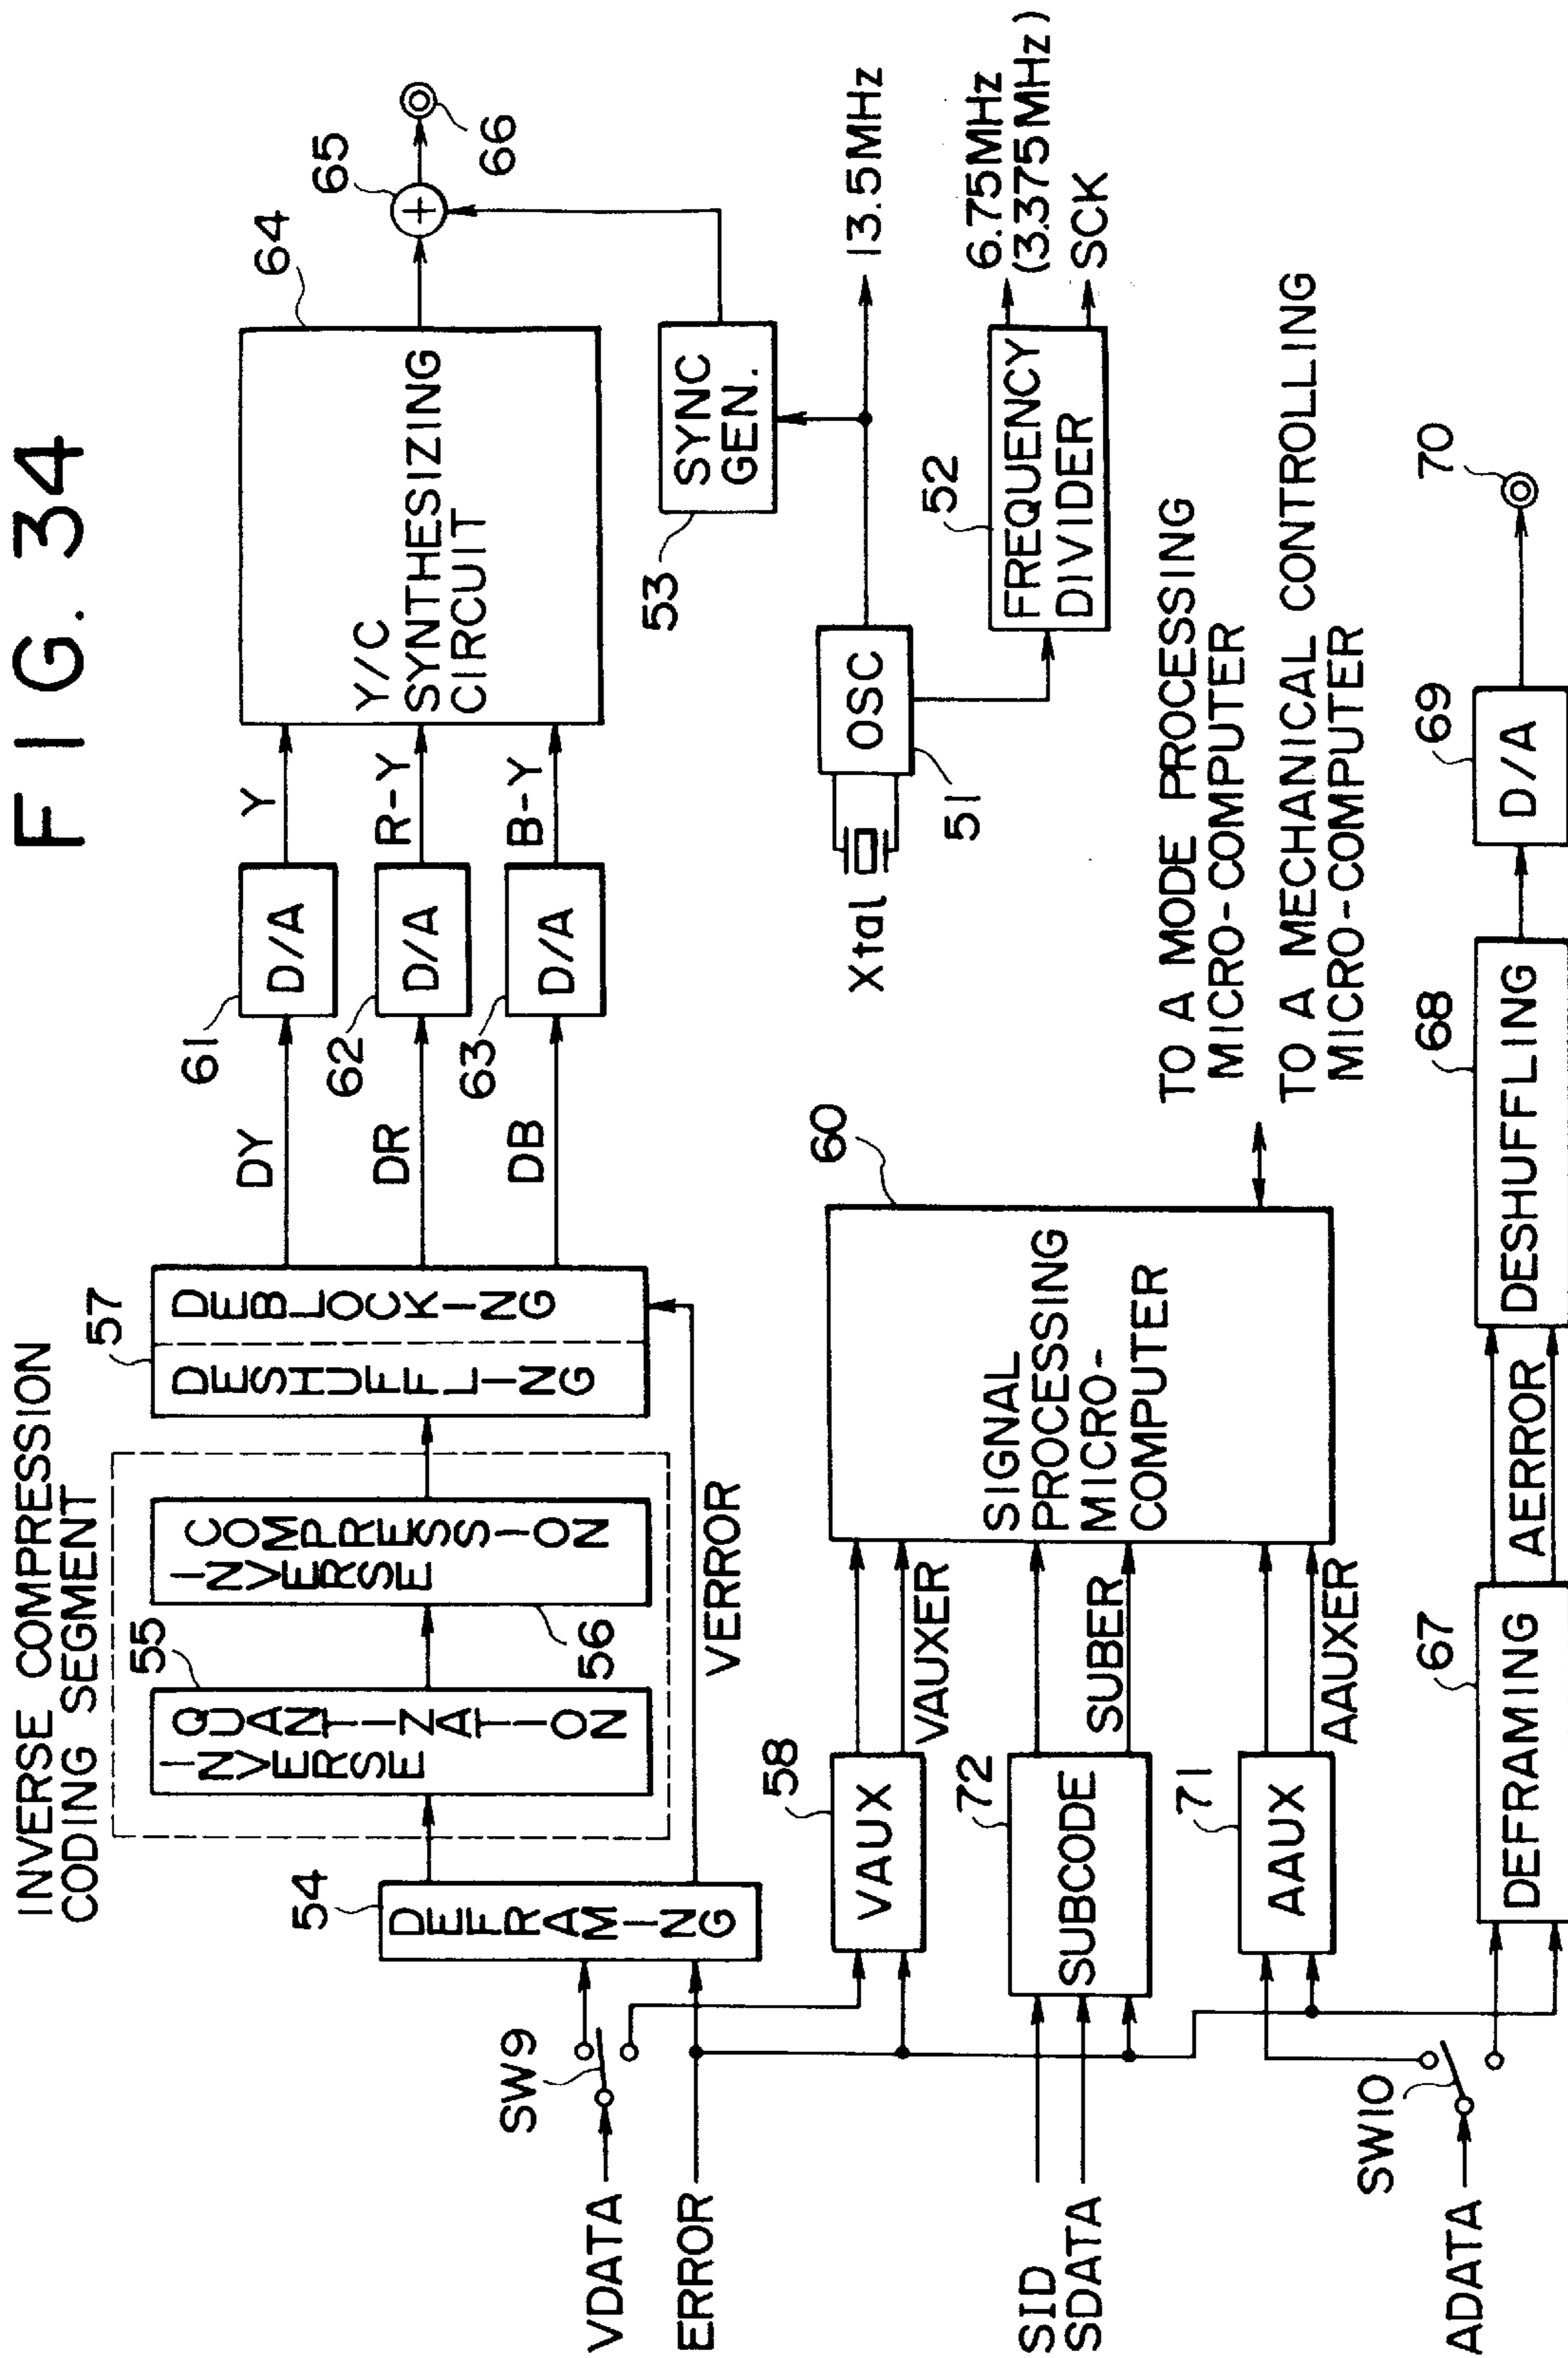 FIG. 34
INVERSE COMPRESSION
CODING SEGMENT
54
DEFRAMING
55
INVERSE
QUANTIZATION
56
INVERSE
COMPRESSION
57
DESHUFFLING
DEBLOCKING
VERROR
DY
DR
DB
61
D/A
62
D/A
63
D/A
Y
R-Y
B-Y
64
Y/C
SYNTHESIZING
CIRCUIT
65
66
SYNC
GEN.
53
VDATA
SW9
ERROR
Xtal
OSC
51
13.5MHz
52
FREQUENCY
DIVIDER
6.75MHz
(3.375MHz)
SCK
58
VAUX
VAUXER
SID
SDATA
72
SUBCODE
SUBER
71
AAUX
AAUXER
60
SIGNAL
PROCESSING
MICRO-
COMPUTER
TO A MODE PROCESSING
MICRO-COMPUTER
TO A MECHANICAL CONTROLLING
MICRO-COMPUTER
ADATA
SW10
67
DEFRAMING
AERROR
68
DESHUFFLING
69
D/A
70